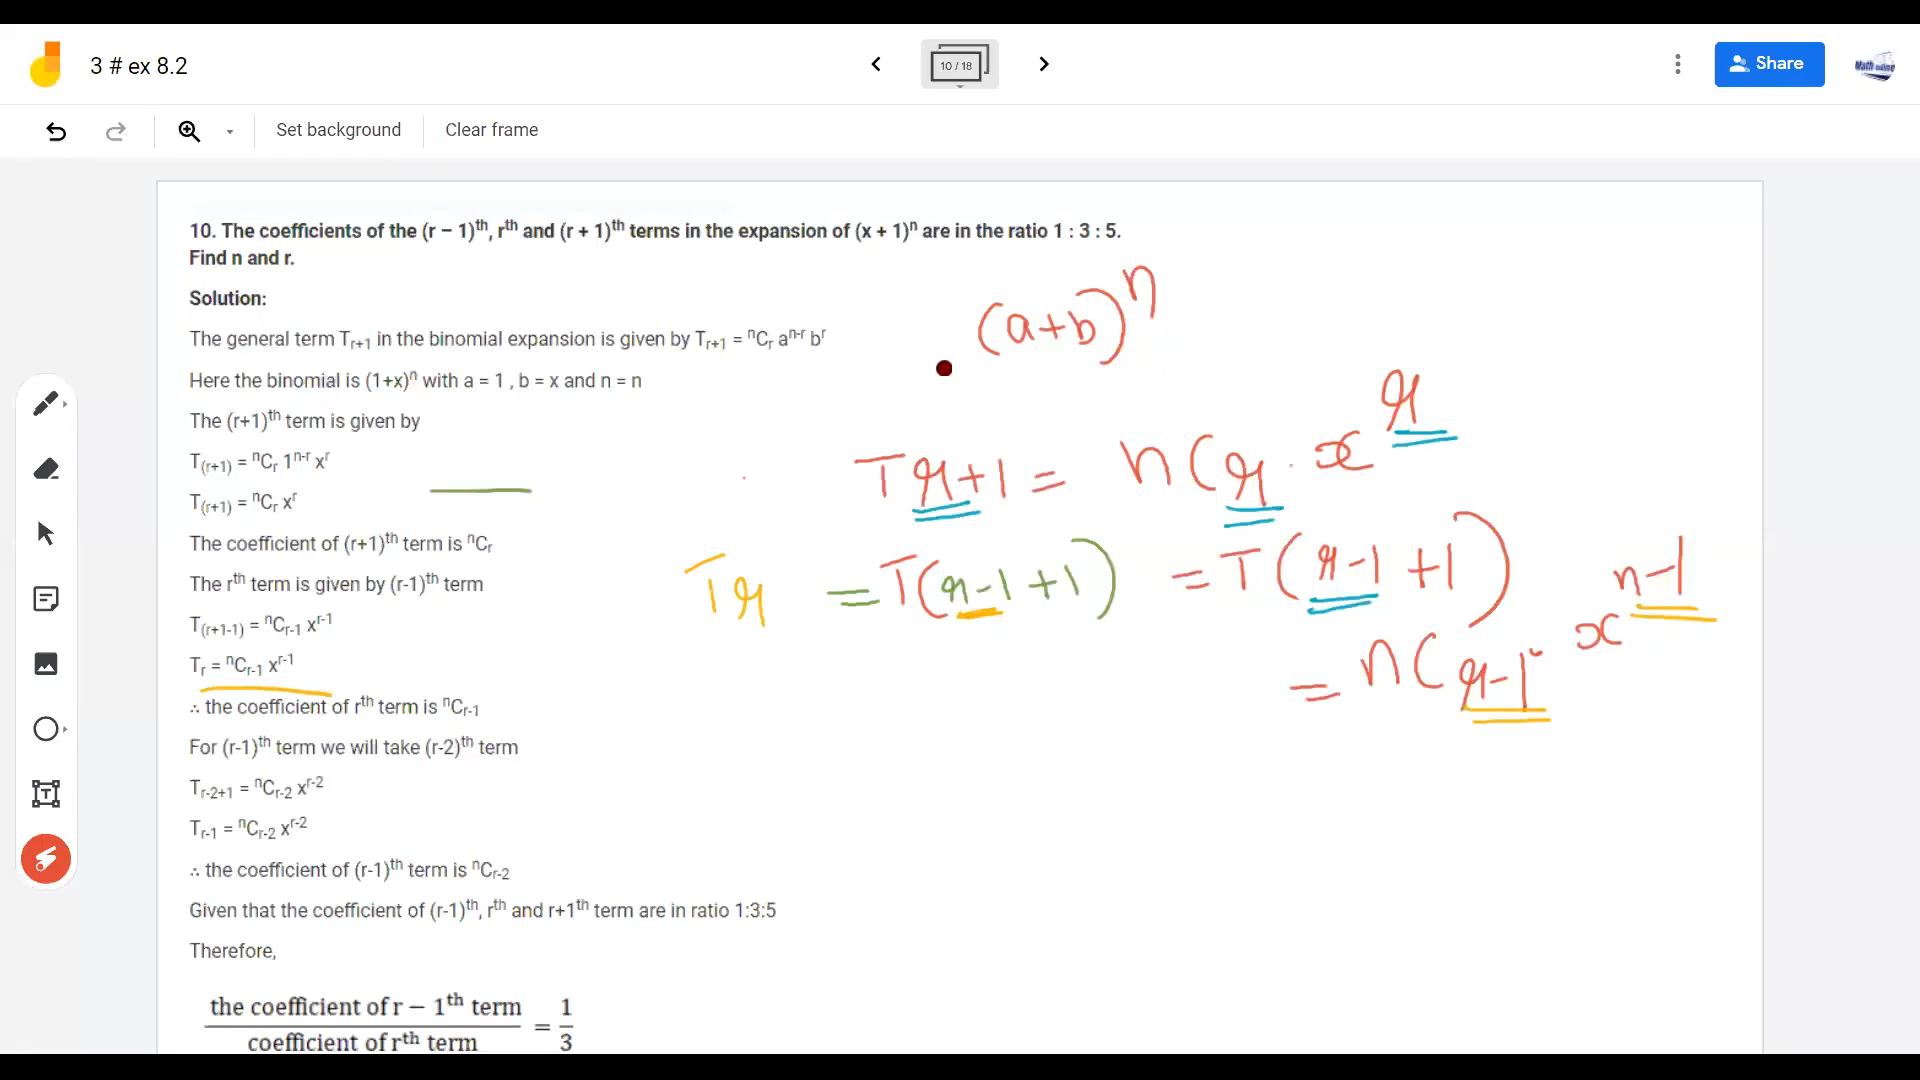 3 # ex 8.2
10 / 18
Share
Math online
Set background
Clear frame
10. The coefficients of the (r – 1)th, rth and (r + 1)th terms in the expansion of (x + 1)n are in the ratio 1 : 3 : 5.
Find n and r.
Solution:
The general term Tr+1 in the binomial expansion is given by Tr+1 = nCr an-r br
Here the binomial is (1+x)n with a = 1 , b = x and n = n
The (r+1)th term is given by
T(r+1) = nCr 1n-r xr
T(r+1) = nCr xr
The coefficient of (r+1)th term is nCr
The rth term is given by (r-1)th term
T(r+1-1) = nCr-1 xr-1
Tr = nCr-1 xr-1
∴ the coefficient of rth term is nCr-1
For (r-1)th term we will take (r-2)th term
Tr-2+1 = nCr-2 xr-2
Tr-1 = nCr-2 xr-2
∴ the coefficient of (r-1)th term is nCr-2
Given that the coefficient of (r-1)th, rth and r+1th term are in ratio 1:3:5
Therefore,
the coefficient of r – 1th term / coefficient of rth term = 1/3
(a+b)n
Tr+1 = nCr . xr
Tr = T(r-1+1) = T(r-1+1)
= nCr-1 . xn-1